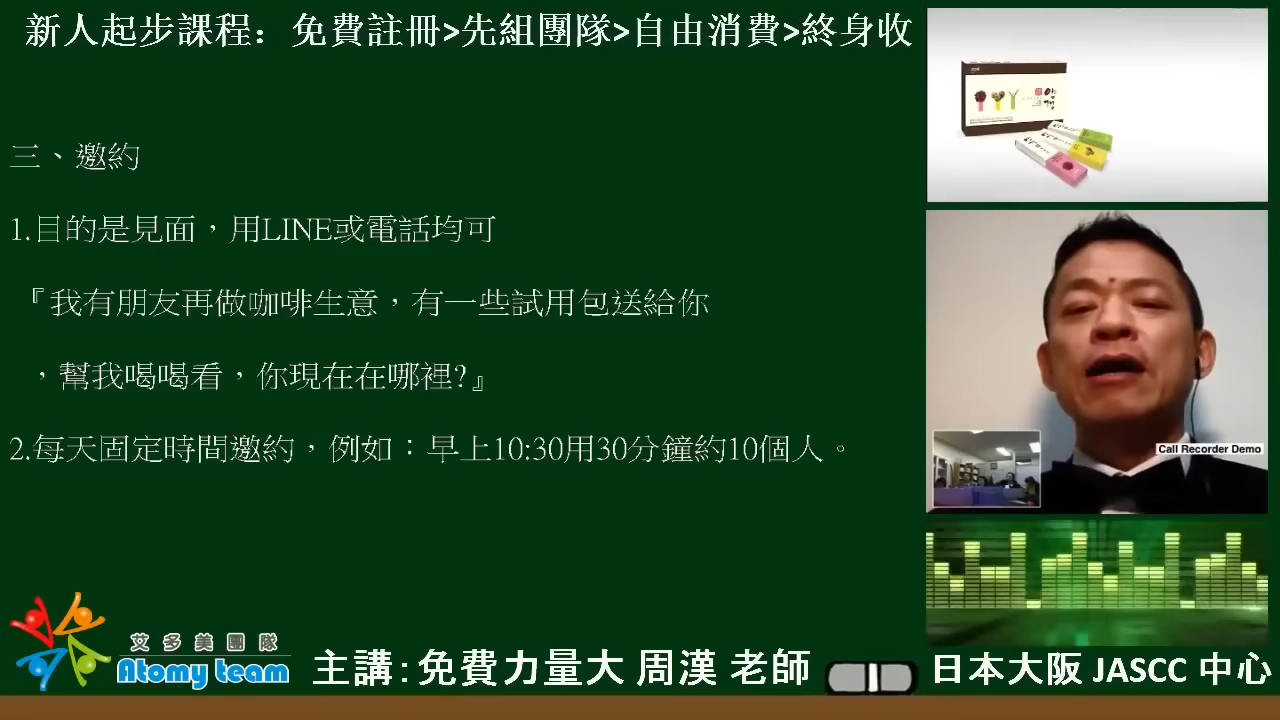 新人起步課程：免費註冊>先組團隊>自由消費>終身收
三、邀約
1.目的是見面，用LINE或電話均可
『我有朋友再做咖啡生意，有一些試用包送給你
，幫我喝喝看，你現在在哪裡?』
2.每天固定時間邀約，例如：早上10:30用30分鐘約10個人。
Call Recorder Demo
艾多美團隊
Atomy team
主講:免費力量大 周漢 老師
日本大阪 JASCC 中心